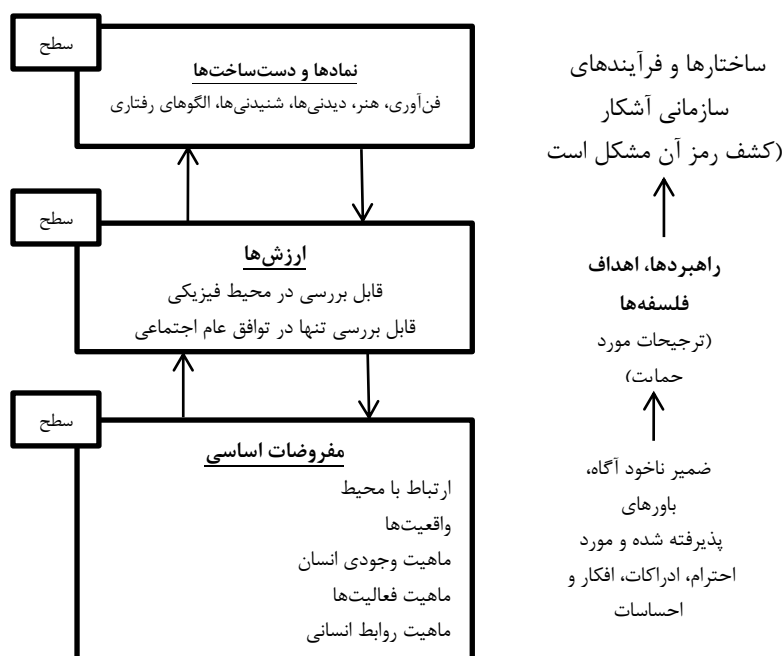 سطح
نمادها و دست‌ساخت‌ها
فن‌آوری، هنر، دیدنی‌ها، شنیدنی‌ها، الگوهای رفتاری
ساختارها و فرآیندهای
سازمانی آشکار
(کشف رمز آن مشکل است
سطح
ارزش‌ها
قابل بررسی در محیط فیزیکی
قابل بررسی تنها در توافق عام اجتماعی
راهبردها، اهداف
فلسفه‌ها
(ترجیحات مورد
حمایت)
سطح
مفروضات اساسی
ارتباط با محیط
واقعیت‌ها
ماهیت وجودی انسان
ماهیت فعالیت‌ها
ماهیت روابط انسانی
ضمیر ناخود آگاه،
باورهای
پذیرفته شده و مورد
احترام، ادراکات، افکار و
احساسات